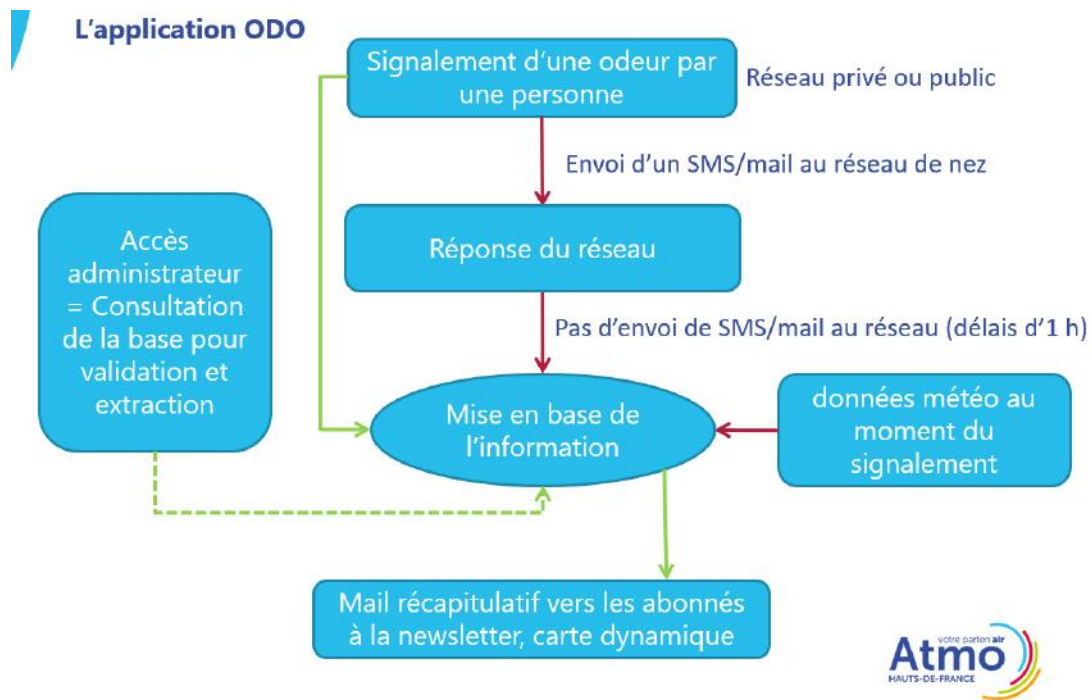 L'application ODO
Signalement d'une odeur par
une personne
Réseau privé ou public
Envoi d'un SMS/mail au réseau de nez
Accès
administrateur
= Consultation
de la base pour
validation et
extraction
Réponse du réseau
Pas d'envoi de SMS/mail au réseau (délais d'1 h)
Mise en base de
l'information
données météo au
moment du
signalement
Mail récapitulatif vers les abonnés
à la newsletter, carte dynamique
votre parten'air
Atmo
HAUTS-DE-FRANCE